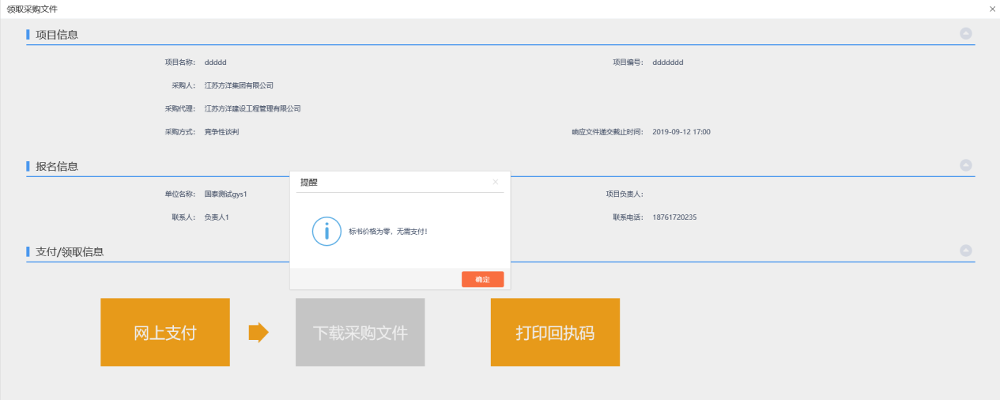 领取采购文件
项目信息
项目名称： ddddd 项目编号： ddddddd
采购人： 江苏方洋集团有限公司
采购代理： 江苏方洋建设工程管理有限公司
采购方式： 竞争性谈判 响应文件递交截止时间： 2019-09-12 17:00
报名信息
单位名称： 国泰测试gys1 项目负责人：
联系人： 负责人1 联系电话： 18761720235
提醒
标书价格为零，无需支付！
确定
支付/领取信息
网上支付 下载采购文件 打印回执码